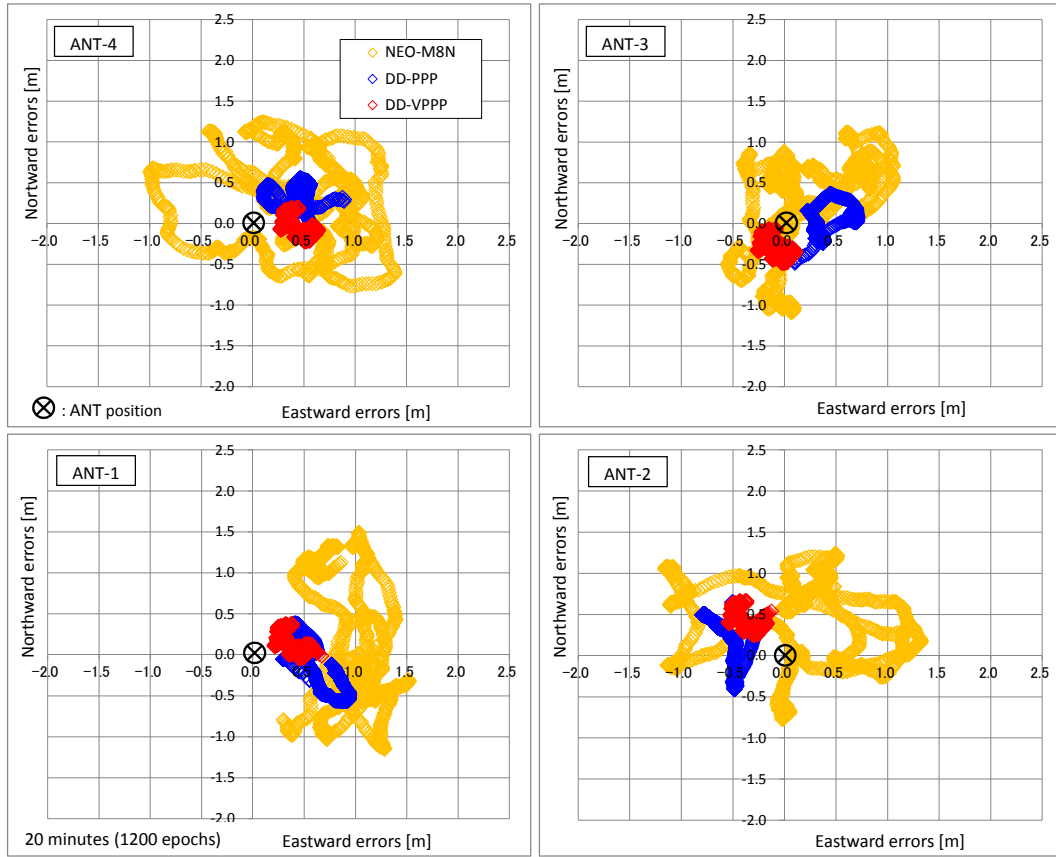 ANT-4
Nortward errors [m]
2.5
2.0
1.5
1.0
0.5
0.0
-2.0 -1.5 -1.0 -0.5 0.0 0.5 1.0 1.5 2.0 2.5
-0.5
-1.0
-1.5
-2.0
NEO-M8N
DD-PPP
DD-VPPP
: ANT position
Eastward errors [m]
ANT-3
Northward errors [m]
2.5
2.0
1.5
1.0
0.5
0.0
-2.0 -1.5 -1.0 -0.5 0.0 0.5 1.0 1.5 2.0 2.5
-0.5
-1.0
-1.5
-2.0
Eastward errors [m]
ANT-1
Northward errors [m]
2.5
2.0
1.5
1.0
0.5
0.0
-2.0 -1.5 -1.0 -0.5 0.0 0.5 1.0 1.5 2.0 2.5
-0.5
-1.0
-1.5
-2.0
20 minutes (1200 epochs)
Eastward errors [m]
ANT-2
Northward errors [m]
2.5
2.0
1.5
1.0
0.5
0.0
-2.0 -1.5 -1.0 -0.5 0.0 0.5 1.0 1.5 2.0 2.5
-0.5
-1.0
-1.5
-2.0
Eastward errors [m]